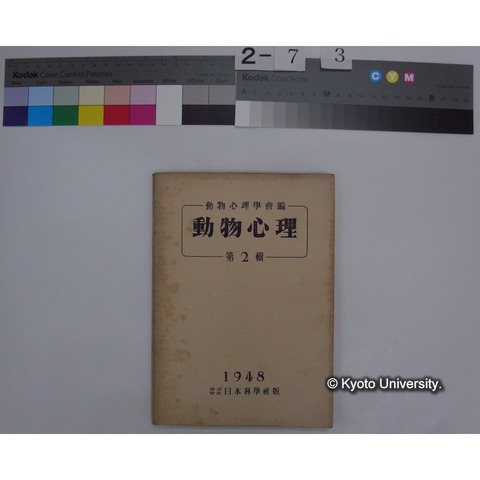 2-7 3
Kodak Color Control Patches
Kodak Gray Scale
C Y M
A M B
動物心理學會編
動物心理
第2輯
1948
日本科學社版
© Kyoto University.